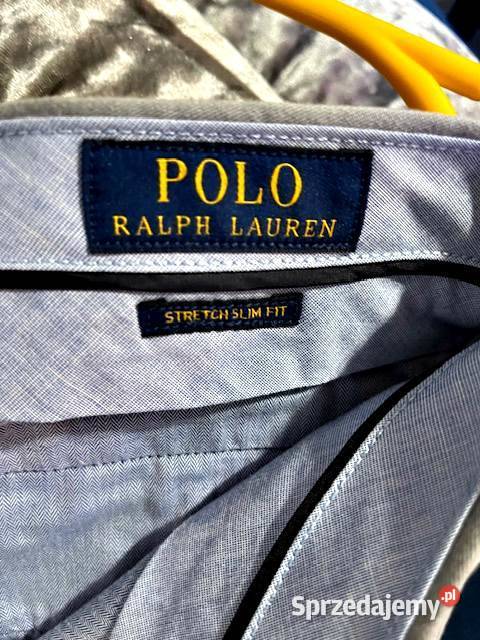 POLO
RALPH LAUREN
STRETCH SLIM FIT
Sprzedajemy.pl